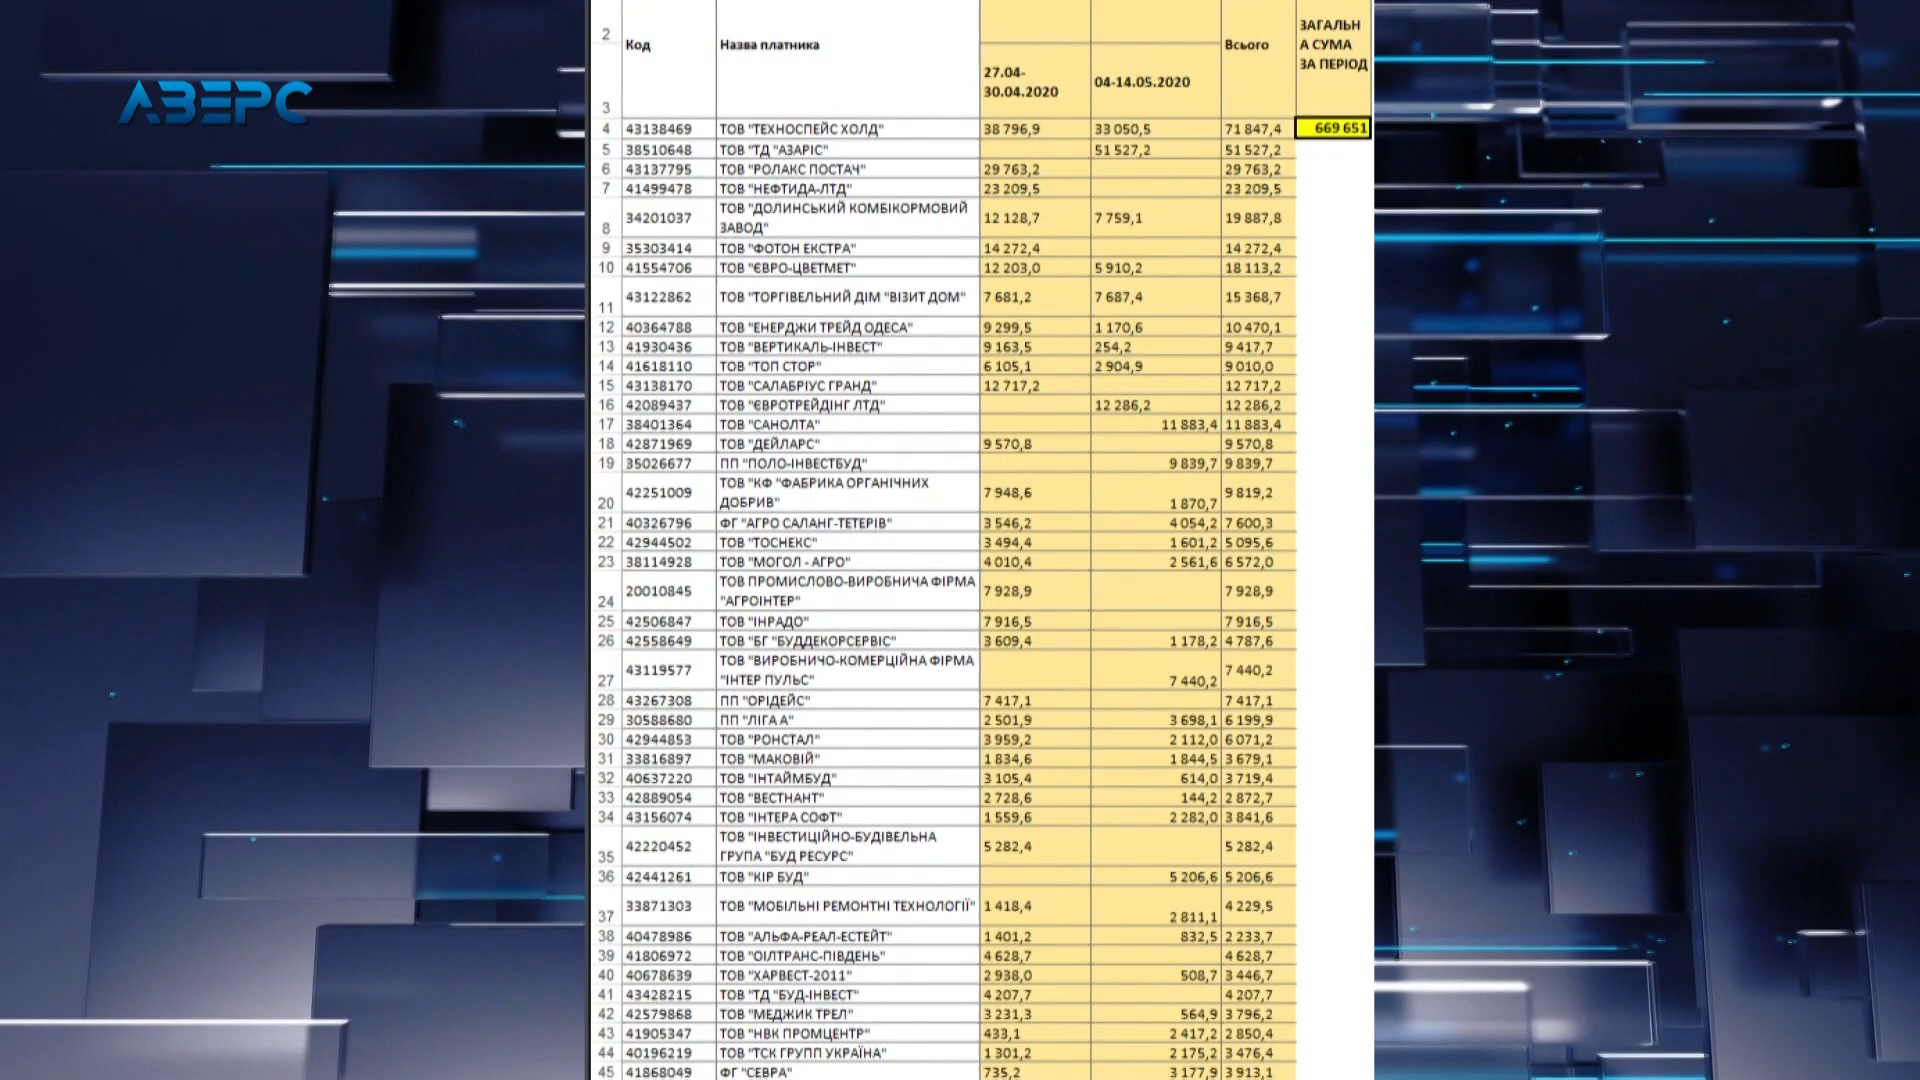 АВЕРС
2
3
Код
Назва платника
27.04-
30.04.2020
04-14.05.2020
Всього
ЗАГАЛЬН
А СУМА
ЗА ПЕРІОД
4 43138469 ТОВ "ТЕХНОСПЕЙС ХОЛД" 38 796,9 33 050,5 71 847,4 669 651
5 38510648 ТОВ "ТД "АЗАРІС" 51 527,2 51 527,2
6 43137795 ТОВ "РОЛАКС ПОСТАЧ" 29 763,2 29 763,2
7 41499478 ТОВ "НЕФТИДА-ЛТД" 23 209,5 23 209,5
8 34201037 ТОВ "ДОЛИНСЬКИЙ КОМБІКОРМОВИЙ
ЗАВОД" 12 128,7 7 759,1 19 887,8
9 35303414 ТОВ "ФОТОН ЕКСТРА" 14 272,4 14 272,4
10 41554706 ТОВ "ЄВРО-ЦВЕТМЕТ" 12 203,0 5 910,2 18 113,2
11 43122862 ТОВ "ТОРГІВЕЛЬНИЙ ДІМ "ВІЗИТ ДОМ" 7 681,2 7 687,4 15 368,7
12 40364788 ТОВ "ЕНЕРДЖИ ТРЕЙД ОДЕСА" 9 299,5 1 170,6 10 470,1
13 41930436 ТОВ "ВЕРТИКАЛЬ-ІНВЕСТ" 9 163,5 254,2 9 417,7
14 41618110 ТОВ "ТОП СТОР" 6 105,1 2 904,9 9 010,0
15 43138170 ТОВ "САЛАБРІУС ГРАНД" 12 717,2 12 717,2
16 42089437 ТОВ "ЄВРОТРЕЙДІНГ ЛТД" 12 286,2 12 286,2
17 38401364 ТОВ "САНОЛТА" 11 883,4 11 883,4
18 42871969 ТОВ "ДЕЙЛАРС" 9 570,8 9 570,8
19 35026677 ПП "ПОЛО-ІНВЕСТБУД" 9 839,7 9 839,7
20 42251009 ТОВ "КФ "ФАБРИКА ОРГАНІЧНИХ
ДОБРИВ" 7 948,6 1 870,7 9 819,2
21 40326796 ФГ "АГРО САЛАНГ-ТЕТЕРІВ" 3 546,2 4 054,2 7 600,3
22 42944502 ТОВ "ТОСНЕКС" 3 494,4 1 601,2 5 095,6
23 38114928 ТОВ "МОГОЛ - АГРО" 4 010,4 2 561,6 6 572,0
24 20010845 ТОВ ПРОМИСЛОВО-ВИРОБНИЧА ФІРМА
"АГРОІНТЕР" 7 928,9 7 928,9
25 42506847 ТОВ "ІНРАДО" 7 916,5 7 916,5
26 42558649 ТОВ "БГ "БУДДЕКОРСЕРВІС" 3 609,4 1 178,2 4 787,6
27 43119577 ТОВ "ВИРОБНИЧО-КОМЕРЦІЙНА ФІРМА
"ІНТЕР ПУЛЬС" 7 440,2 7 440,2
28 43267308 ПП "ОРІДЕЙС" 7 417,1 7 417,1
29 30588680 ПП "ЛІГА А" 2 501,9 3 698,1 6 199,9
30 42944853 ТОВ "РОНСТАЛ" 3 959,2 2 112,0 6 071,2
31 33816897 ТОВ "МАКОВІЙ" 1 834,6 1 844,5 3 679,1
32 40637220 ТОВ "ІНТАЙМБУД" 3 105,4 614,0 3 719,4
33 42889054 ТОВ "ВЕСТНАНТ" 2 728,6 144,2 2 872,7
34 43156074 ТОВ "ІНТЕРА СОФТ" 1 559,6 2 282,0 3 841,6
35 42220452 ТОВ "ІНВЕСТИЦІЙНО-БУДІВЕЛЬНА
ГРУПА "БУД РЕСУРС" 5 282,4 5 282,4
36 42441261 ТОВ "КІР БУД" 5 206,6 5 206,6
37 33871303 ТОВ "МОБІЛЬНІ РЕМОНТНІ ТЕХНОЛОГІЇ" 1 418,4 2 811,1 4 229,5
38 40478986 ТОВ "АЛЬФА-РЕАЛ-ЕСТЕЙТ" 1 401,2 832,5 2 233,7
39 41806972 ТОВ "ОІЛТРАНС-ПІВДЕНЬ" 4 628,7 4 628,7
40 40678639 ТОВ "ХАРВЕСТ-2011" 2 938,0 508,7 3 446,7
41 43428215 ТОВ "ТД "БУД-ІНВЕСТ" 4 207,7 4 207,7
42 42579868 ТОВ "МЕДЖИК ТРЕЛ" 3 231,3 564,9 3 796,2
43 41905347 ТОВ "НВК ПРОМЦЕНТР" 433,1 2 417,2 2 850,4
44 40196219 ТОВ "ТСК ГРУПП УКРАЇНА" 1 301,2 2 175,2 3 476,4
45 41868049 ФГ "СЕВРА" 735,2 3 177,9 3 913,1